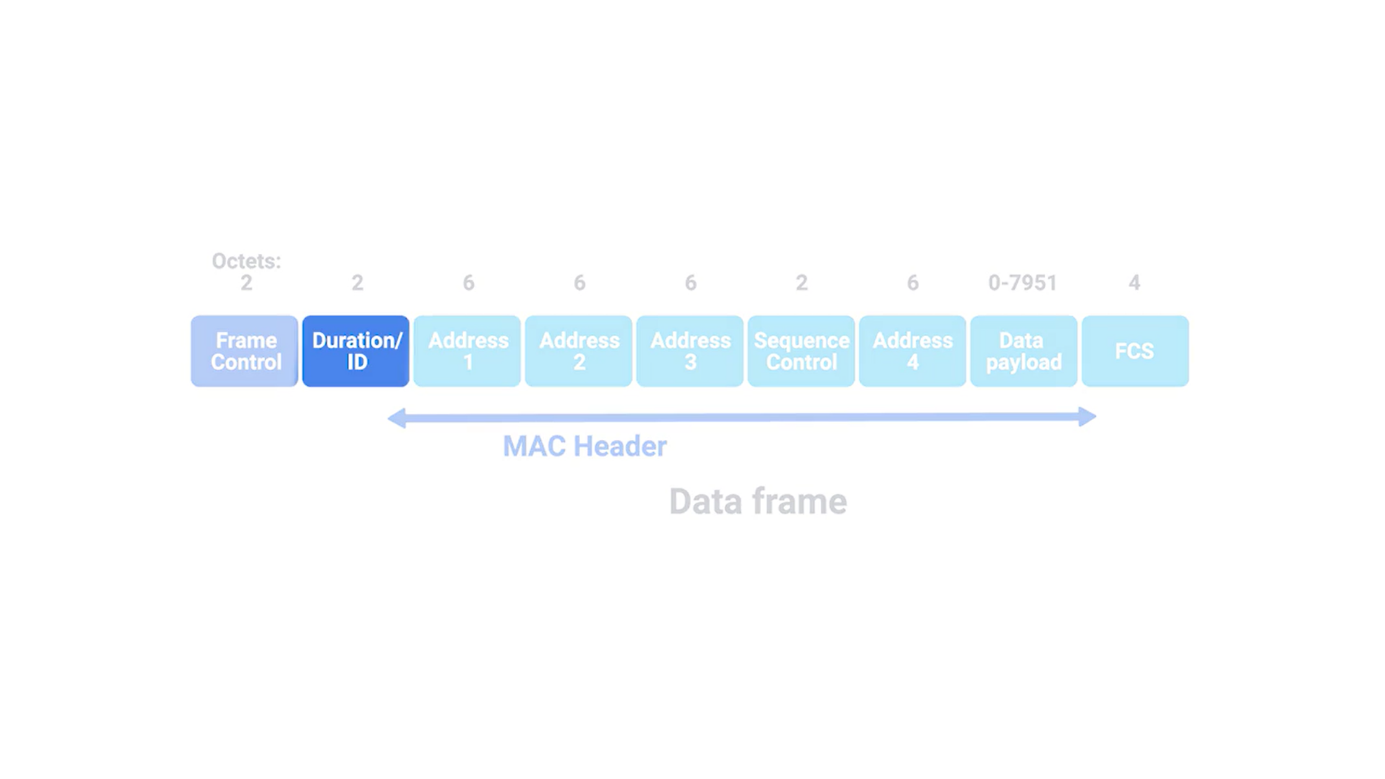 Octets:
2 2 6 6 6 2 6 0-7951 4
Frame Duration/ Address Address Address Sequence Address Data FCS
Control ID 1 2 3 Control 4 payload
MAC Header
Data frame